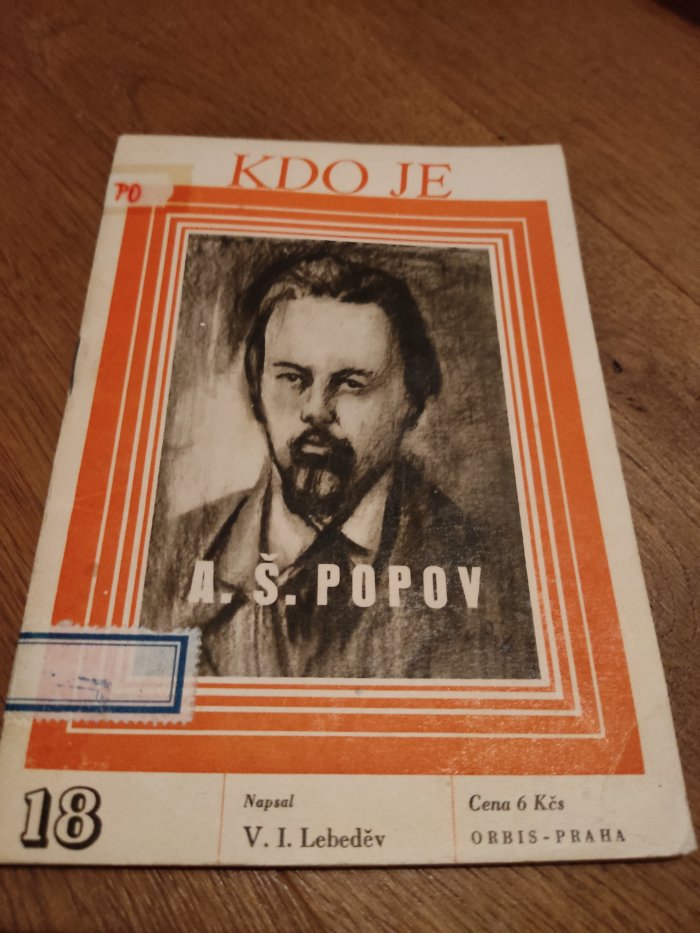 KDO JE
PO
A. Š. POPOV
18
Napsal
V. I. Lebeděv
Cena 6 Kčs
ORBIS-PRAHA